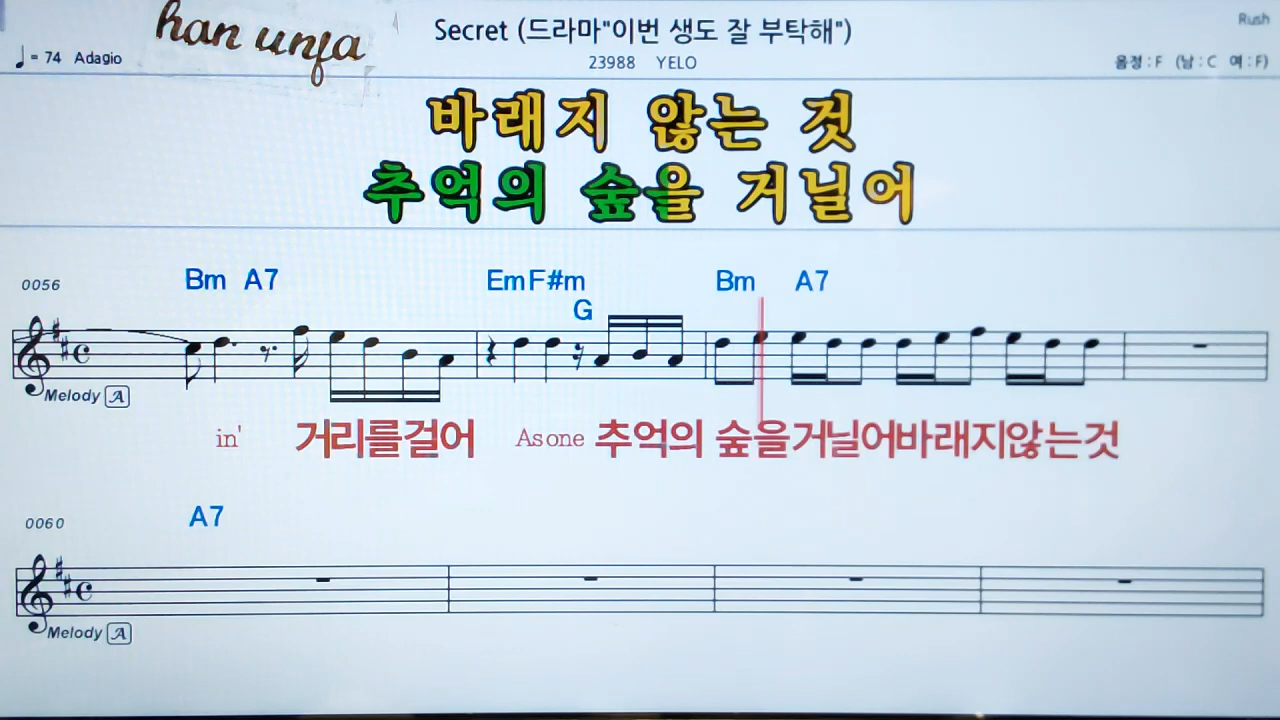 han unfa
Secret (드라마"이번 생도 잘 부탁해")
Rush
♩= 74 Adagio
23988 YELO
음정 : F (남 : C 여 : F)
바래지 않는 것
추억의 숲을 거닐어
0056
Bm A7 Em F#m G Bm A7
Melody A
in' 거리를걸어 As one 추억의 숲을거닐어바래지않는것
0060
A7
Melody A